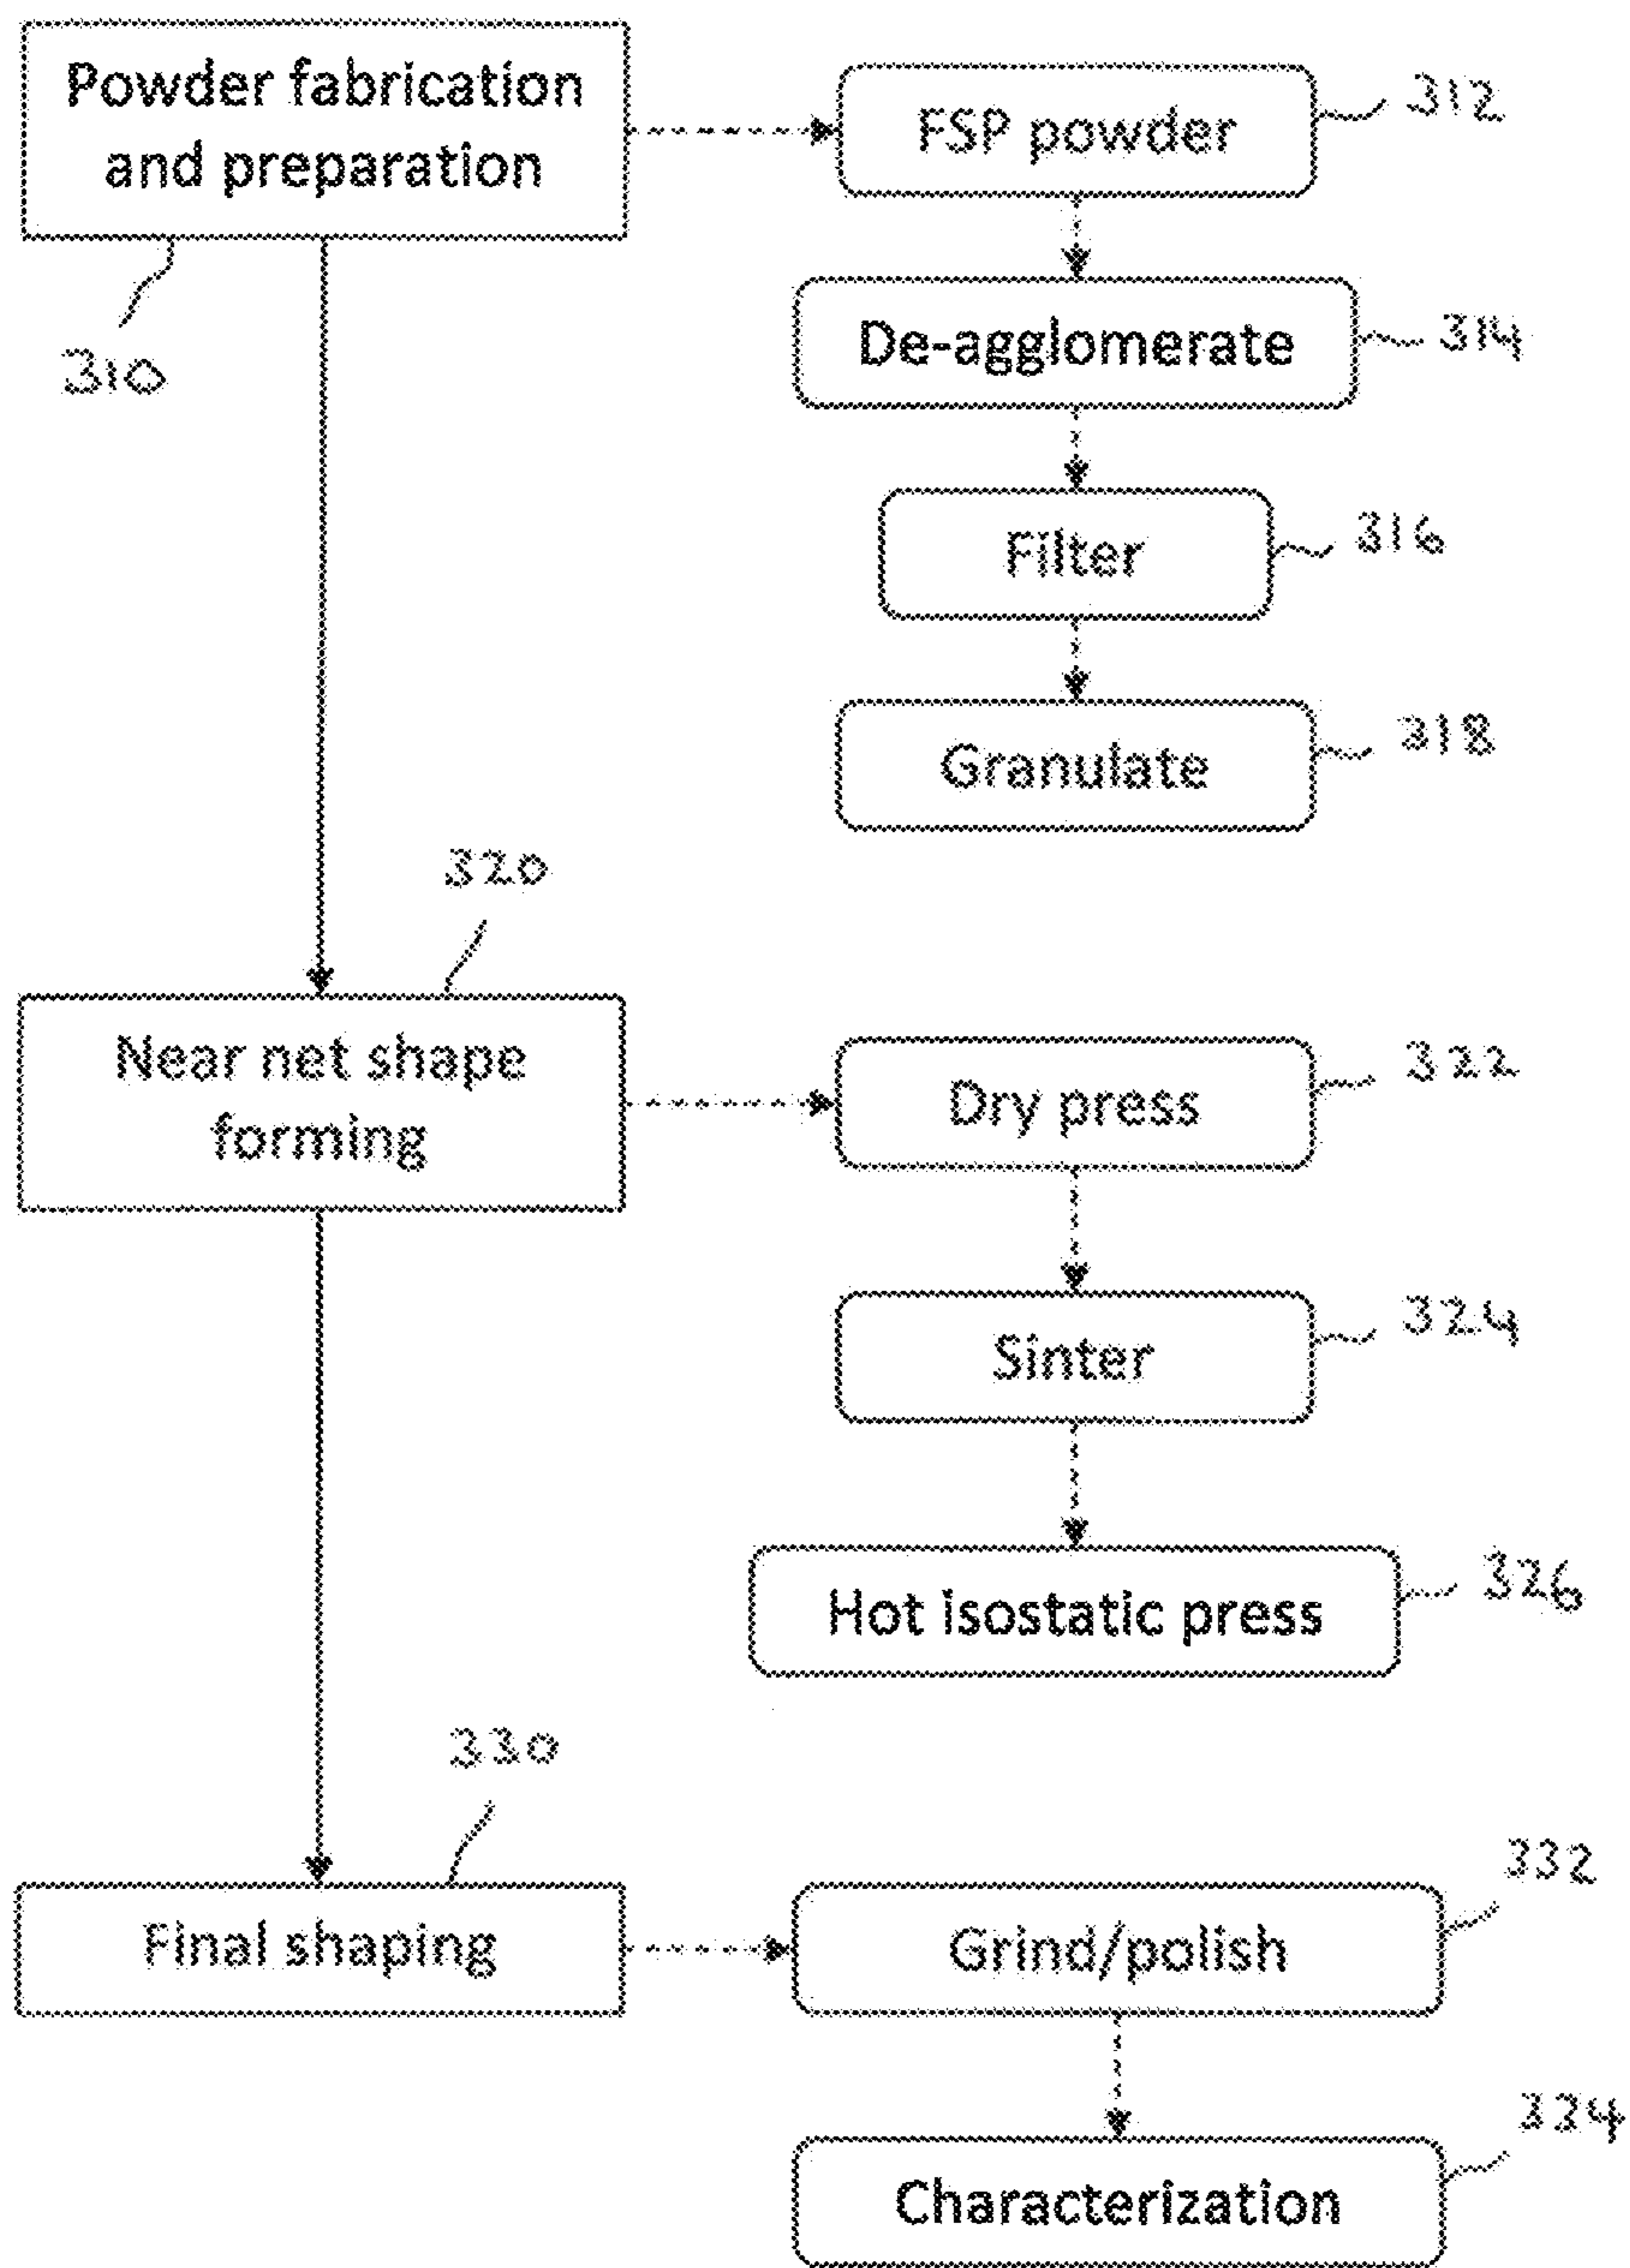 Powder fabrication
and preparation
310
FSP powder
312
De-agglomerate
314
Filter
316
Granulate
318
320
Near net shape
forming
Dry press
322
Sinter
324
Hot isostatic press
326
330
Final shaping
Grind/polish
332
Characterization
334